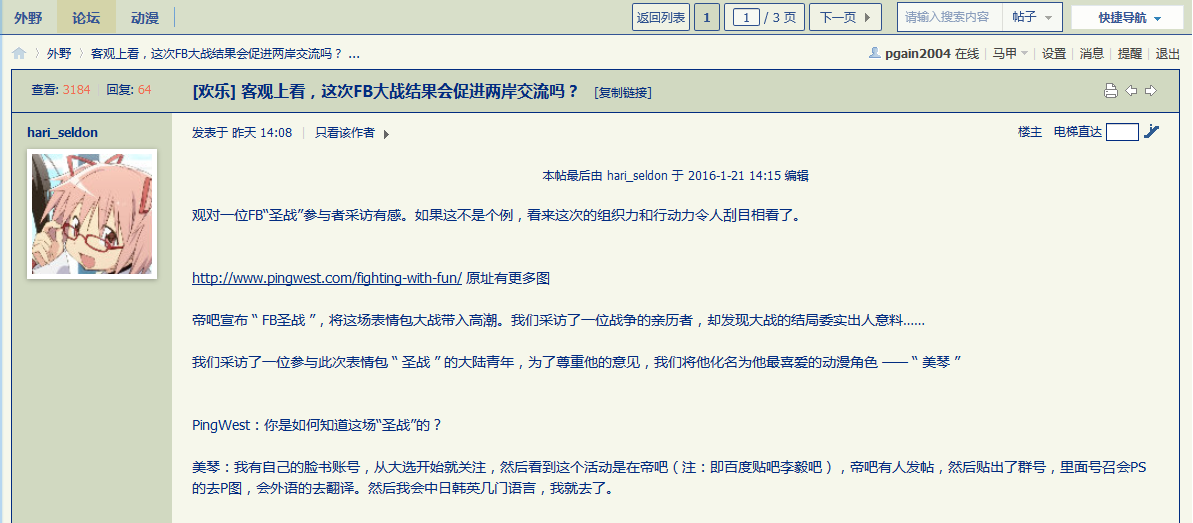 外野 论坛 动漫 返回列表 1 1 / 3 页 下一页 请输入搜索内容 帖子 快捷导航
外野 客观上看，这次FB大战结果会促进两岸交流吗？ ... pgain2004 在线 马甲 设置 消息 提醒 退出
查看: 3184 回复: 64 [欢乐] 客观上看，这次FB大战结果会促进两岸交流吗？ [复制链接]
hari_seldon 发表于 昨天 14:08 只看该作者 楼主 电梯直达
本帖最后由 hari_seldon 于 2016-1-21 14:15 编辑
观对一位FB“圣战”参与者采访有感。如果这不是个例，看来这次的组织力和行动力令人刮目相看了。
http://www.pingwest.com/fighting-with-fun/ 原址有更多图
帝吧宣布 “ FB圣战 ”，将这场表情包大战带入高潮。我们采访了一位战争的亲历者，却发现大战的结局委实出人意料……
我们采访了一位参与此次表情包 “ 圣战 ” 的大陆青年，为了尊重他的意见，我们将他化名为他最喜爱的动漫角色 —— “ 美琴 ”
PingWest：你是如何知道这场“圣战”的？
美琴：我有自己的脸书账号，从大选开始就关注，然后看到这个活动是在帝吧（注：即百度贴吧李毅吧），帝吧有人发帖，然后贴出了群号，里面号召会PS
的去P图，会外语的去翻译。然后我会中日韩英几门语言，我就去了。